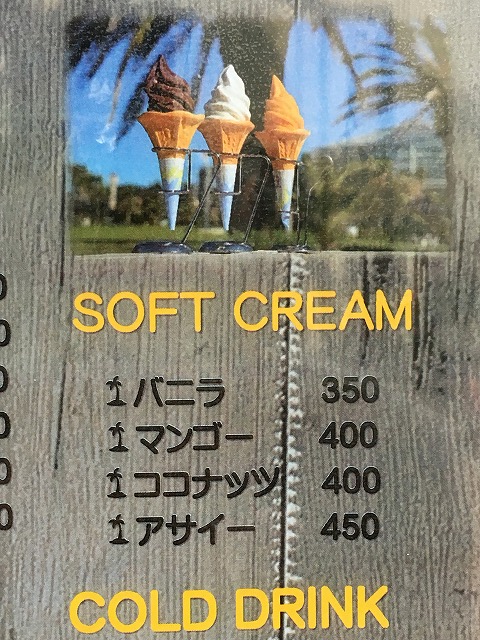 SOFT CREAM
バニラ 350
マンゴー 400
ココナッツ 400
アサイー 450
COLD DRINK